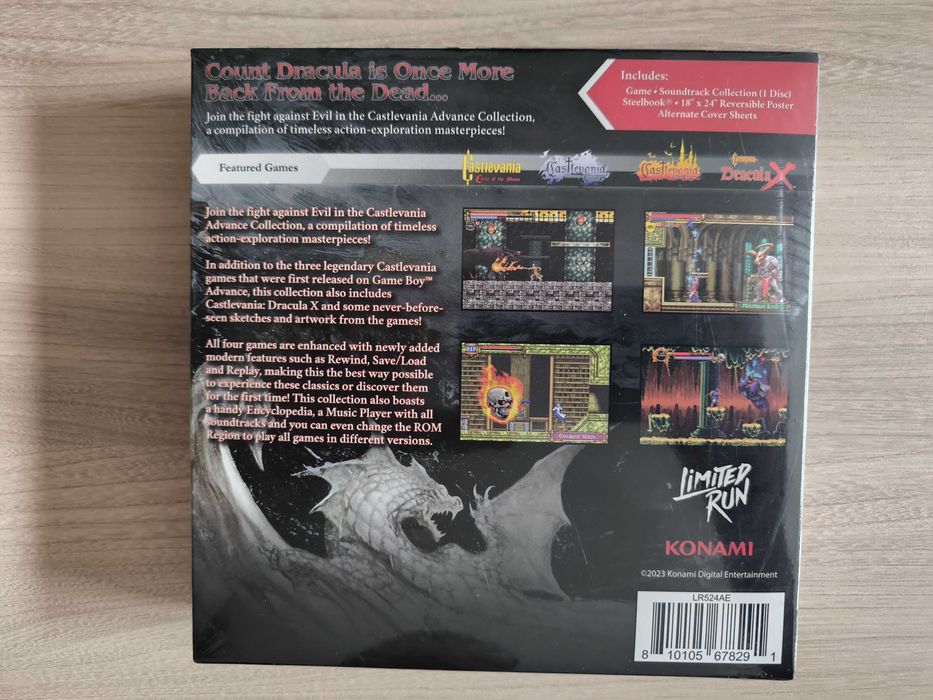 Count Dracula is Once More
Back From the Dead...
Join the fight against Evil in the Castlevania Advance Collection,
a compilation of timeless action-exploration masterpieces!
Includes:
Game • Soundtrack Collection (1 Disc)
Steelbook® • 18" x 24" Reversible Poster
Alternate Cover Sheets
Featured Games
Castlevania
Circle of the Moon
Castlevania
Castlevania
Dracula X
Join the fight against Evil in the Castlevania
Advance Collection, a compilation of timeless
action-exploration masterpieces!
In addition to the three legendary Castlevania
games that were first released on Game Boy™
Advance, this collection also includes
Castlevania: Dracula X and some never-before-
seen sketches and artwork from the games!
All four games are enhanced with newly added
modern features such as Rewind, Save/Load
and Replay, making this the best way possible
to experience these classics or discover them
for the first time! This collection also boasts
a handy Encyclopedia, a Music Player with all
soundtracks and you can even change the ROM
Region to play all games in different versions.
LIMITED
RUN
KONAMI
©2023 Konami Digital Entertainment
LR524AE
8 10105 67829 1